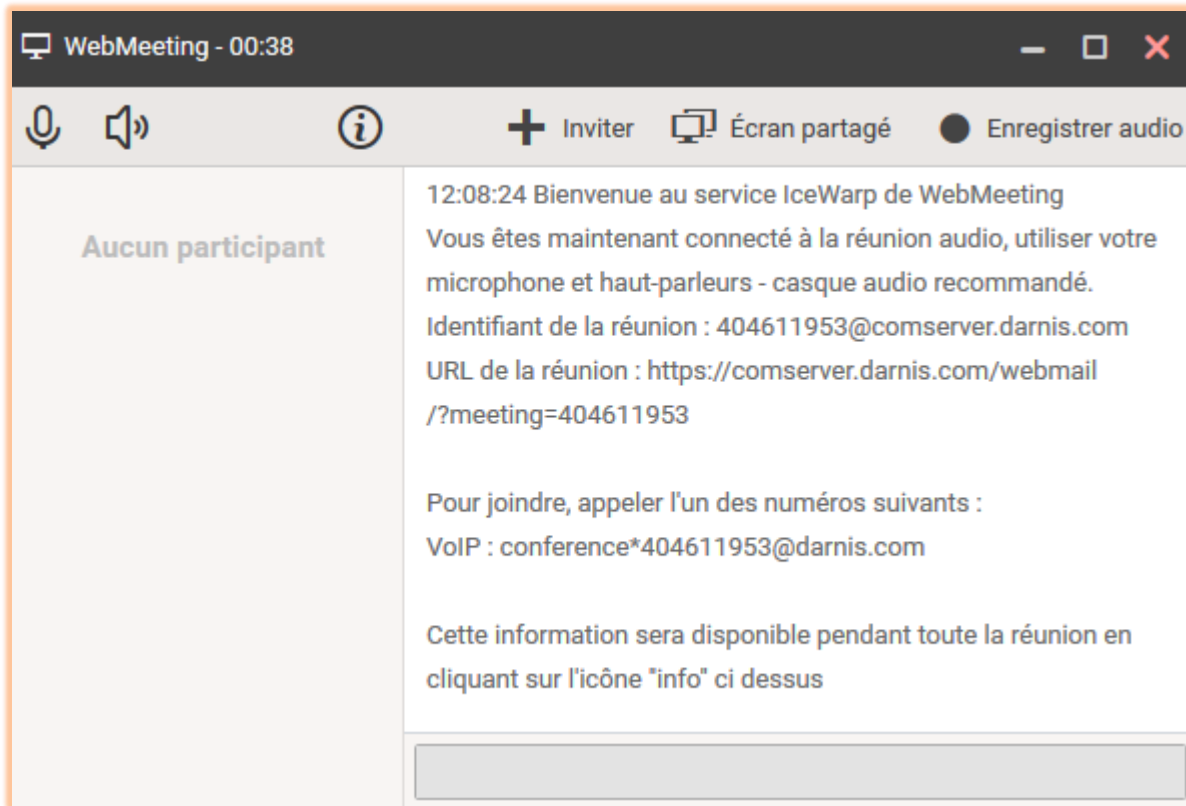 WebMeeting - 00:38
Inviter
Écran partagé
Enregistrer audio
Aucun participant
12:08:24 Bienvenue au service IceWarp de WebMeeting
Vous êtes maintenant connecté à la réunion audio, utiliser votre
microphone et haut-parleurs - casque audio recommandé.
Identifiant de la réunion : 404611953@comserver.darnis.com
URL de la réunion : https://comserver.darnis.com/webmail
/?meeting=404611953
Pour joindre, appeler l'un des numéros suivants :
VoIP : conference*404611953@darnis.com
Cette information sera disponible pendant toute la réunion en
cliquant sur l'icône "info" ci dessus